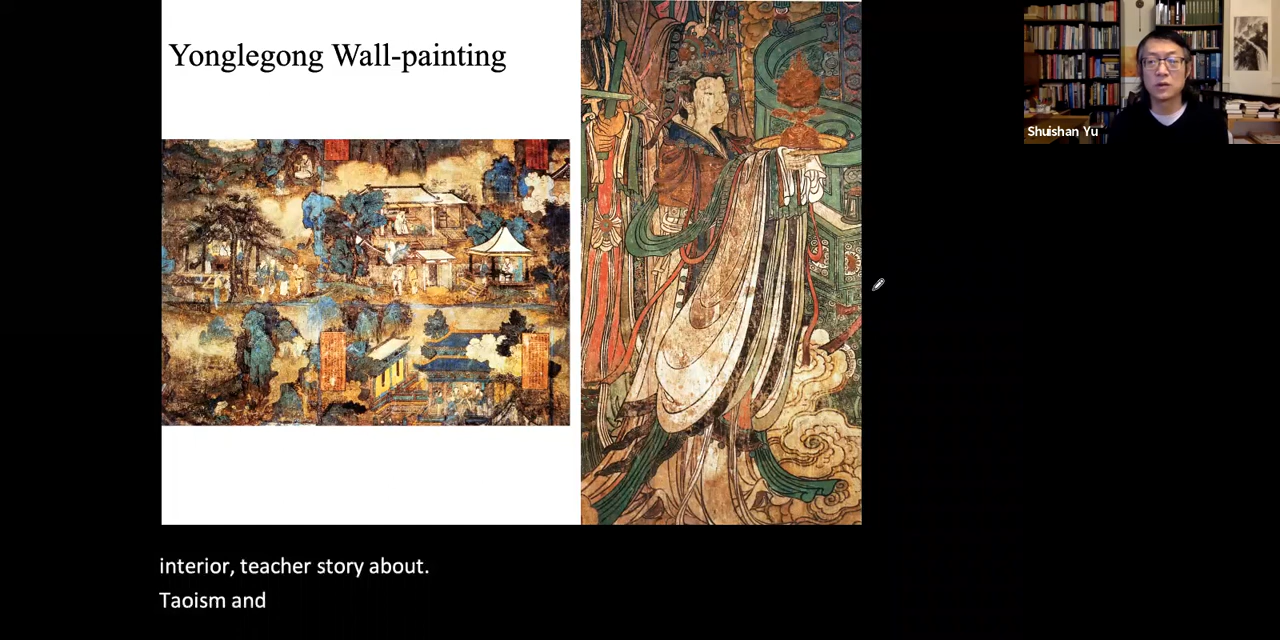 Yonglegong Wall-painting
Shuishan Yu
interior, teacher story about.
Taoism and